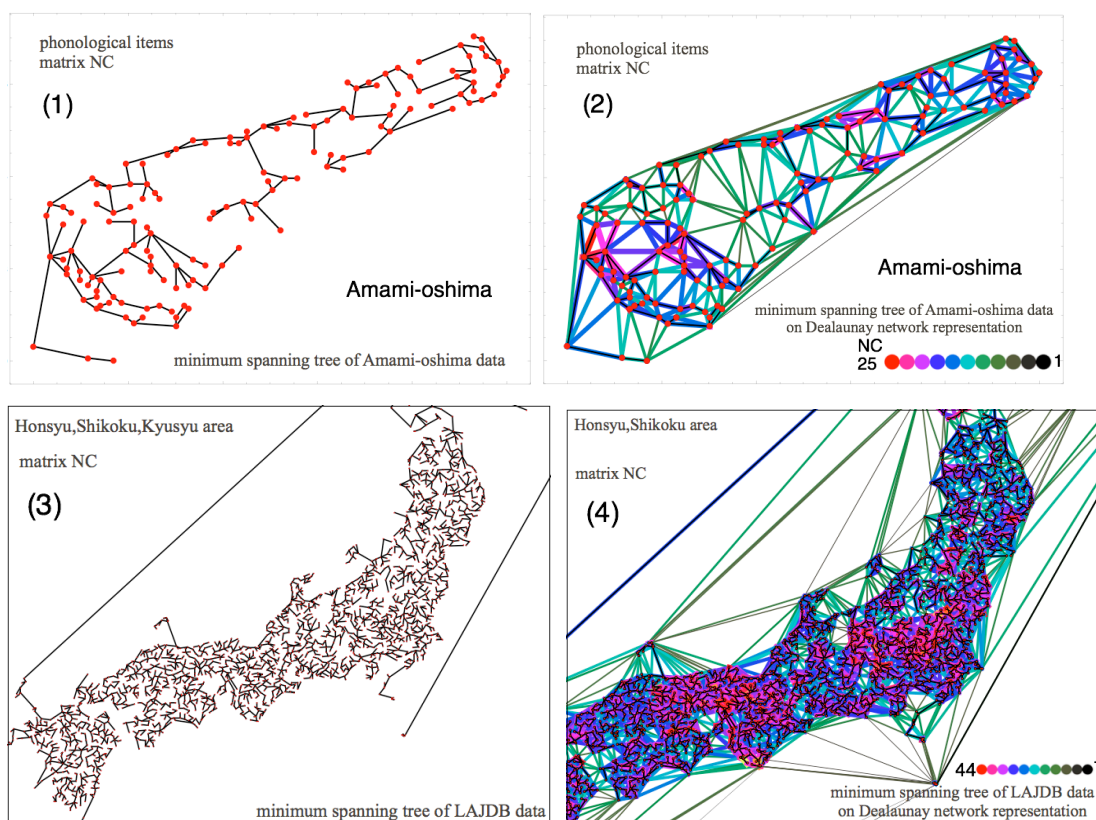 phonological items
matrix NC
(1)
Amami-oshima
minimum spanning tree of Amami-oshima data
phonological items
matrix NC
(2)
Amami-oshima
minimum spanning tree of Amami-oshima data
on Dealaunay network representation
NC
25 1
Honsyu,Shikoku,Kyusyu area
matrix NC
(3)
minimum spanning tree of LAJDB data
Honsyu,Shikoku area
matrix NC
(4)
44 1
minimum spanning tree of LAJDB data
on Dealaunay network representation